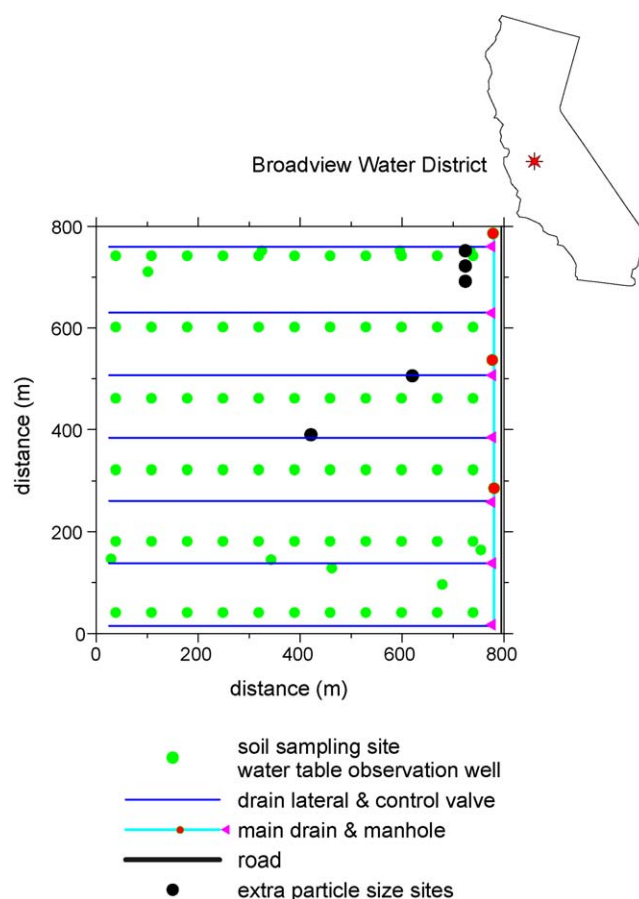 Broadview Water District
800
600
400
200
0
distance (m)
0 200 400 600 800
distance (m)
soil sampling site
water table observation well
drain lateral & control valve
main drain & manhole
road
extra particle size sites